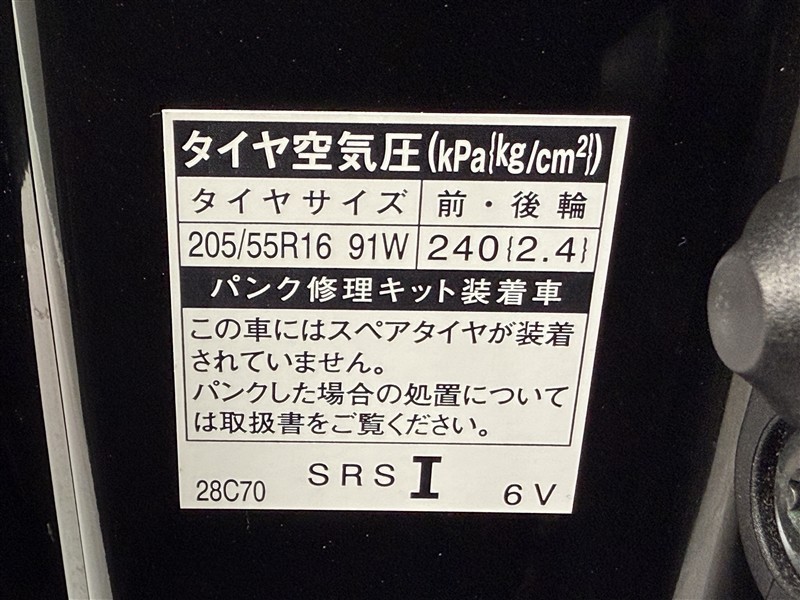 タイヤ空気圧(kPa{kg/cm²})
タイヤサイズ 前・後輪
205/55R16 91W 240{2.4}
パンク修理キット装着車
この車にはスペアタイヤが装着
されていません。
パンクした場合の処置について
は取扱書をご覧ください。
28C70 SRS I 6V